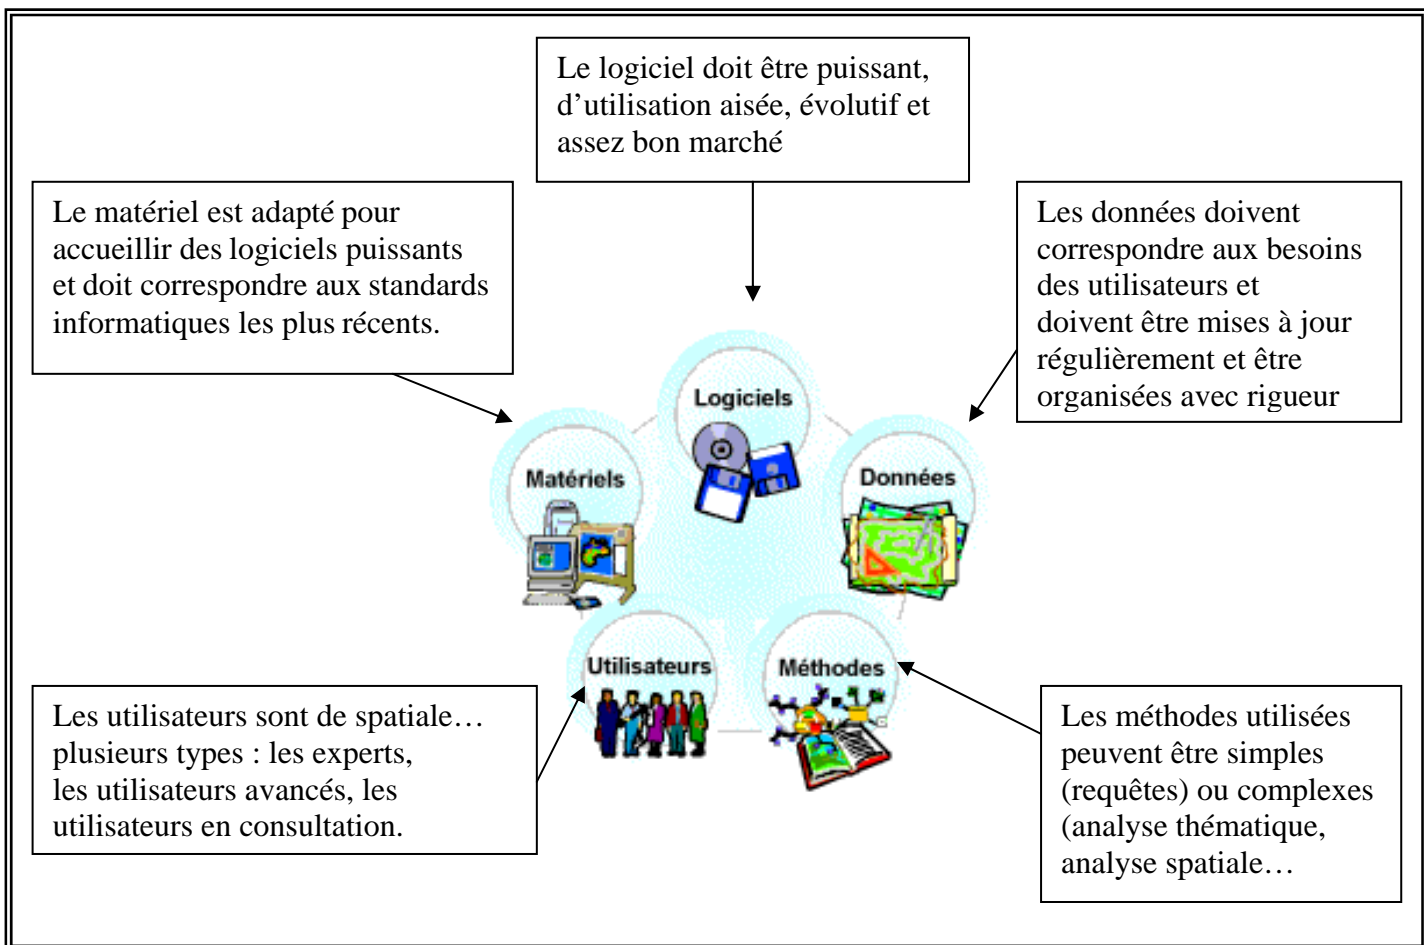 Le logiciel doit être puissant,
d’utilisation aisée, évolutif et
assez bon marché
Le matériel est adapté pour
accueillir des logiciels puissants
et doit correspondre aux standards
informatiques les plus récents.
Les données doivent
correspondre aux besoins
des utilisateurs et
doivent être mises à jour
régulièrement et être
organisées avec rigueur
Logiciels
Matériels
Données
Utilisateurs
Méthodes
Les utilisateurs sont de spatiale…
plusieurs types : les experts,
les utilisateurs avancés, les
utilisateurs en consultation.
Les méthodes utilisées
peuvent être simples
(requêtes) ou complexes
(analyse thématique,
analyse spatiale…